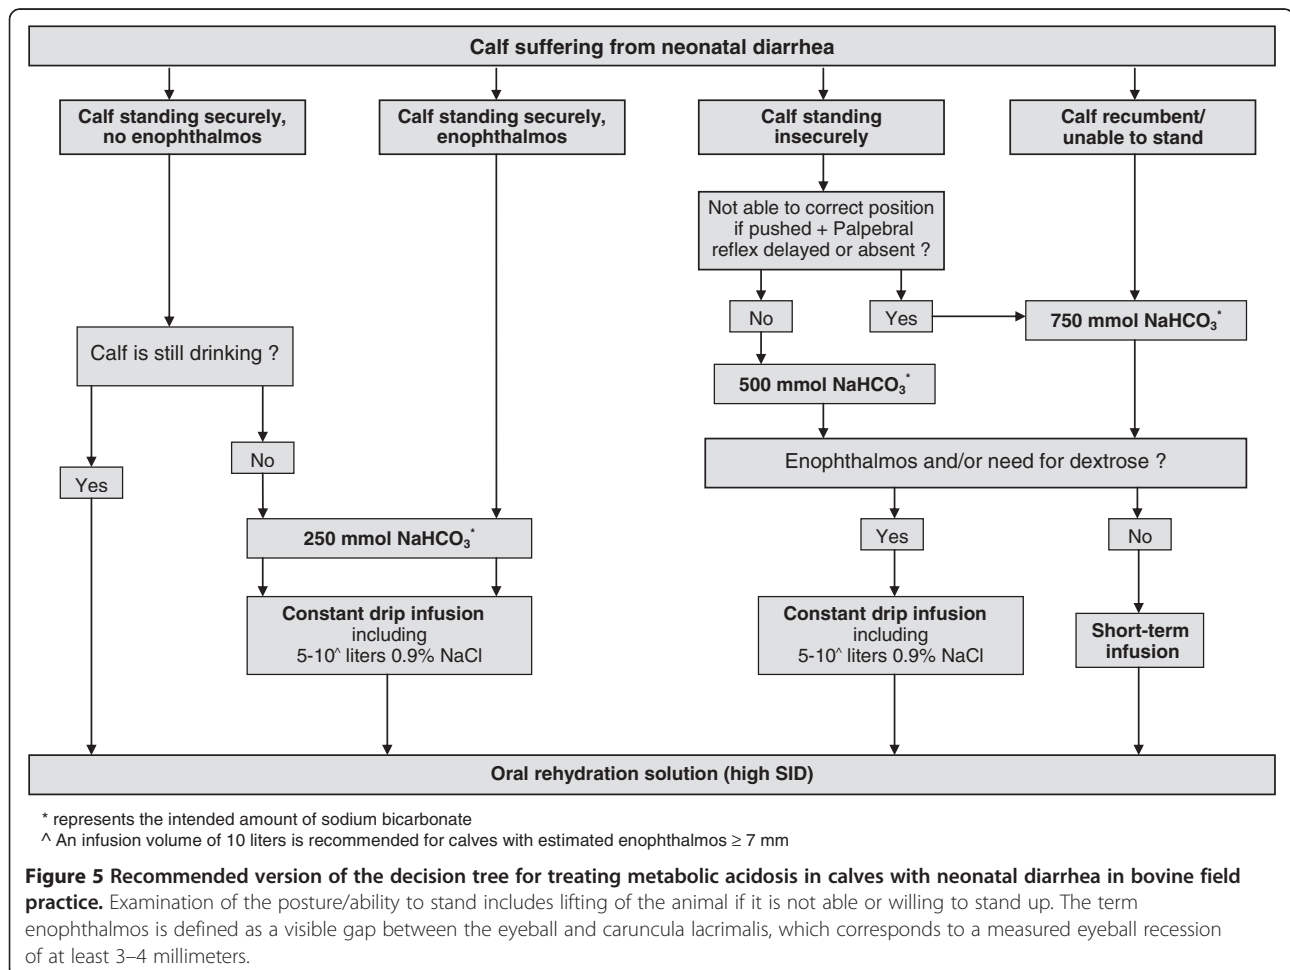 Calf suffering from neonatal diarrhea
Calf standing securely,
no enophthalmos
Calf standing securely,
enophthalmos
Calf standing
insecurely
Calf recumbent/
unable to stand
Not able to correct position
if pushed + Palpebral
reflex delayed or absent ?
No
Yes
750 mmol NaHCO₃*
Calf is still drinking ?
500 mmol NaHCO₃*
Yes
No
Enophthalmos and/or need for dextrose ?
250 mmol NaHCO₃*
Yes
No
Constant drip infusion
including
5-10^ liters 0.9% NaCl
Constant drip infusion
including
5-10^ liters 0.9% NaCl
Short-term
infusion
Oral rehydration solution (high SID)
* represents the intended amount of sodium bicarbonate
^ An infusion volume of 10 liters is recommended for calves with estimated enophthalmos ≥ 7 mm
Figure 5 Recommended version of the decision tree for treating metabolic acidosis in calves with neonatal diarrhea in bovine field
practice. Examination of the posture/ability to stand includes lifting of the animal if it is not able or willing to stand up. The term
enophthalmos is defined as a visible gap between the eyeball and caruncula lacrimalis, which corresponds to a measured eyeball recession
of at least 3–4 millimeters.